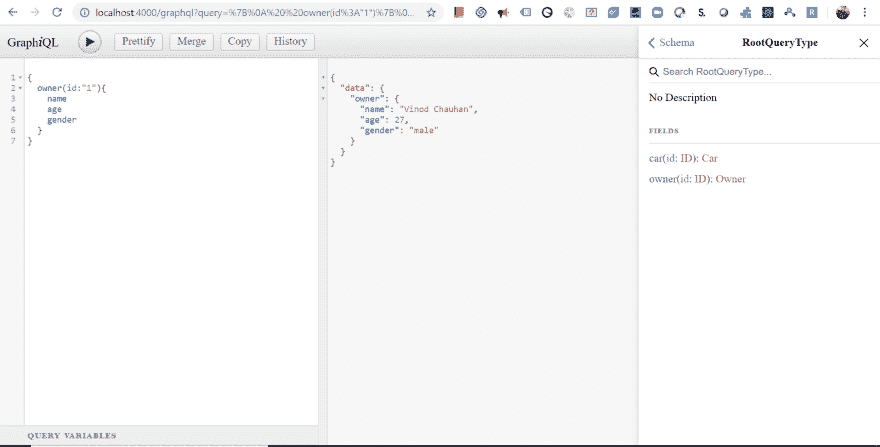 localhost:4000/graphql?query=%7B%0A%20%20owner(id%3A"1")%7B%0...
GraphiQL Prettify Merge Copy History
1 {
2 owner(id:"1"){
3 name
4 age
5 gender
6 }
7 }
{
"data": {
"owner": {
"name": "Vinod Chauhan",
"age": 27,
"gender": "male"
}
}
}
QUERY VARIABLES
Schema RootQueryType
Search RootQueryType...
No Description
FIELDS
car(id: ID): Car
owner(id: ID): Owner